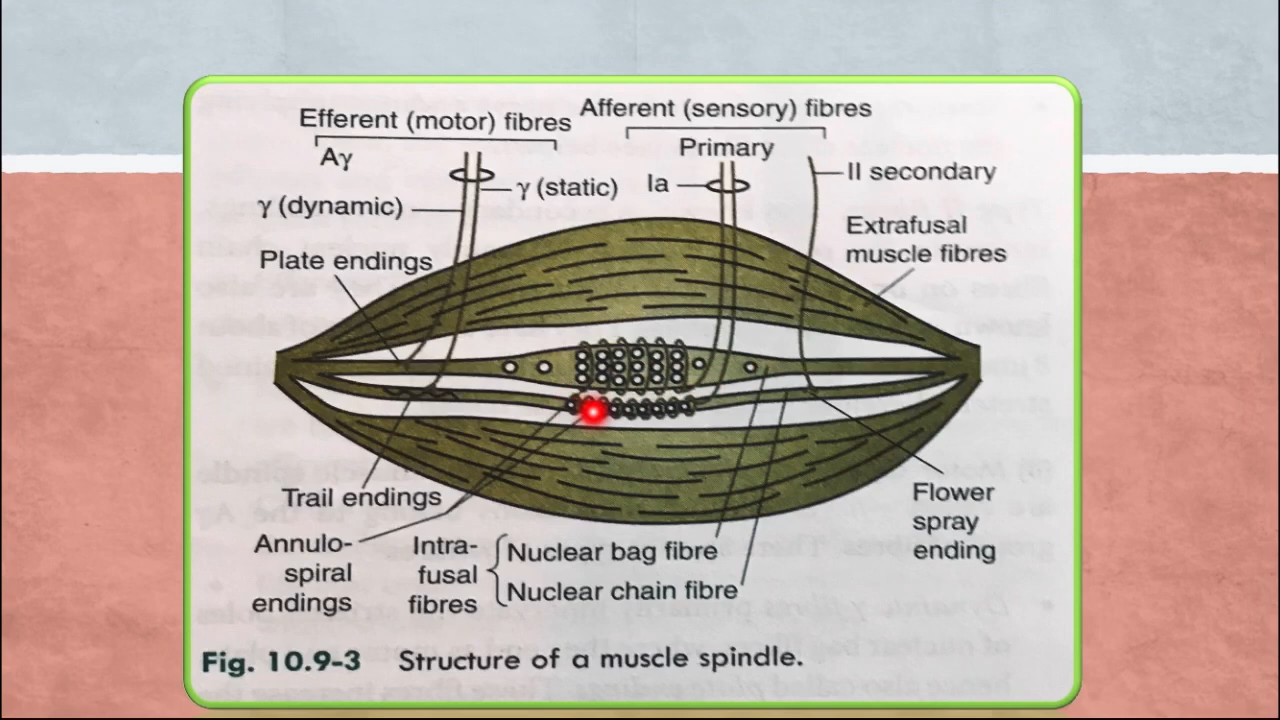 Efferent (motor) fibres
Afferent (sensory) fibres
Aγ
Primary
γ (static)
Ia
II secondary
γ (dynamic)
Extrafusal
muscle fibres
Plate endings
Trail endings
Flower
spray
ending
Annulo-
spiral
endings
Intra-
fusal
fibres
Nuclear bag fibre
Nuclear chain fibre
Fig. 10.9-3 Structure of a muscle spindle.